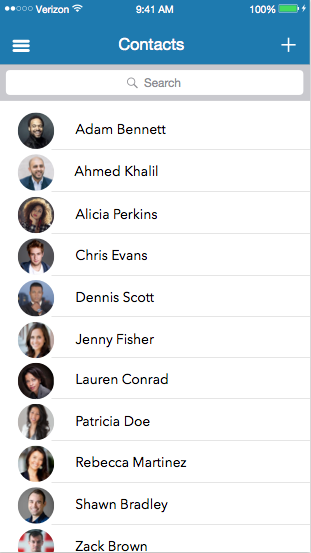 Verizon 9:41 AM 100%
Contacts
Search
Adam Bennett
Ahmed Khalil
Alicia Perkins
Chris Evans
Dennis Scott
Jenny Fisher
Lauren Conrad
Patricia Doe
Rebecca Martinez
Shawn Bradley
Zack Brown